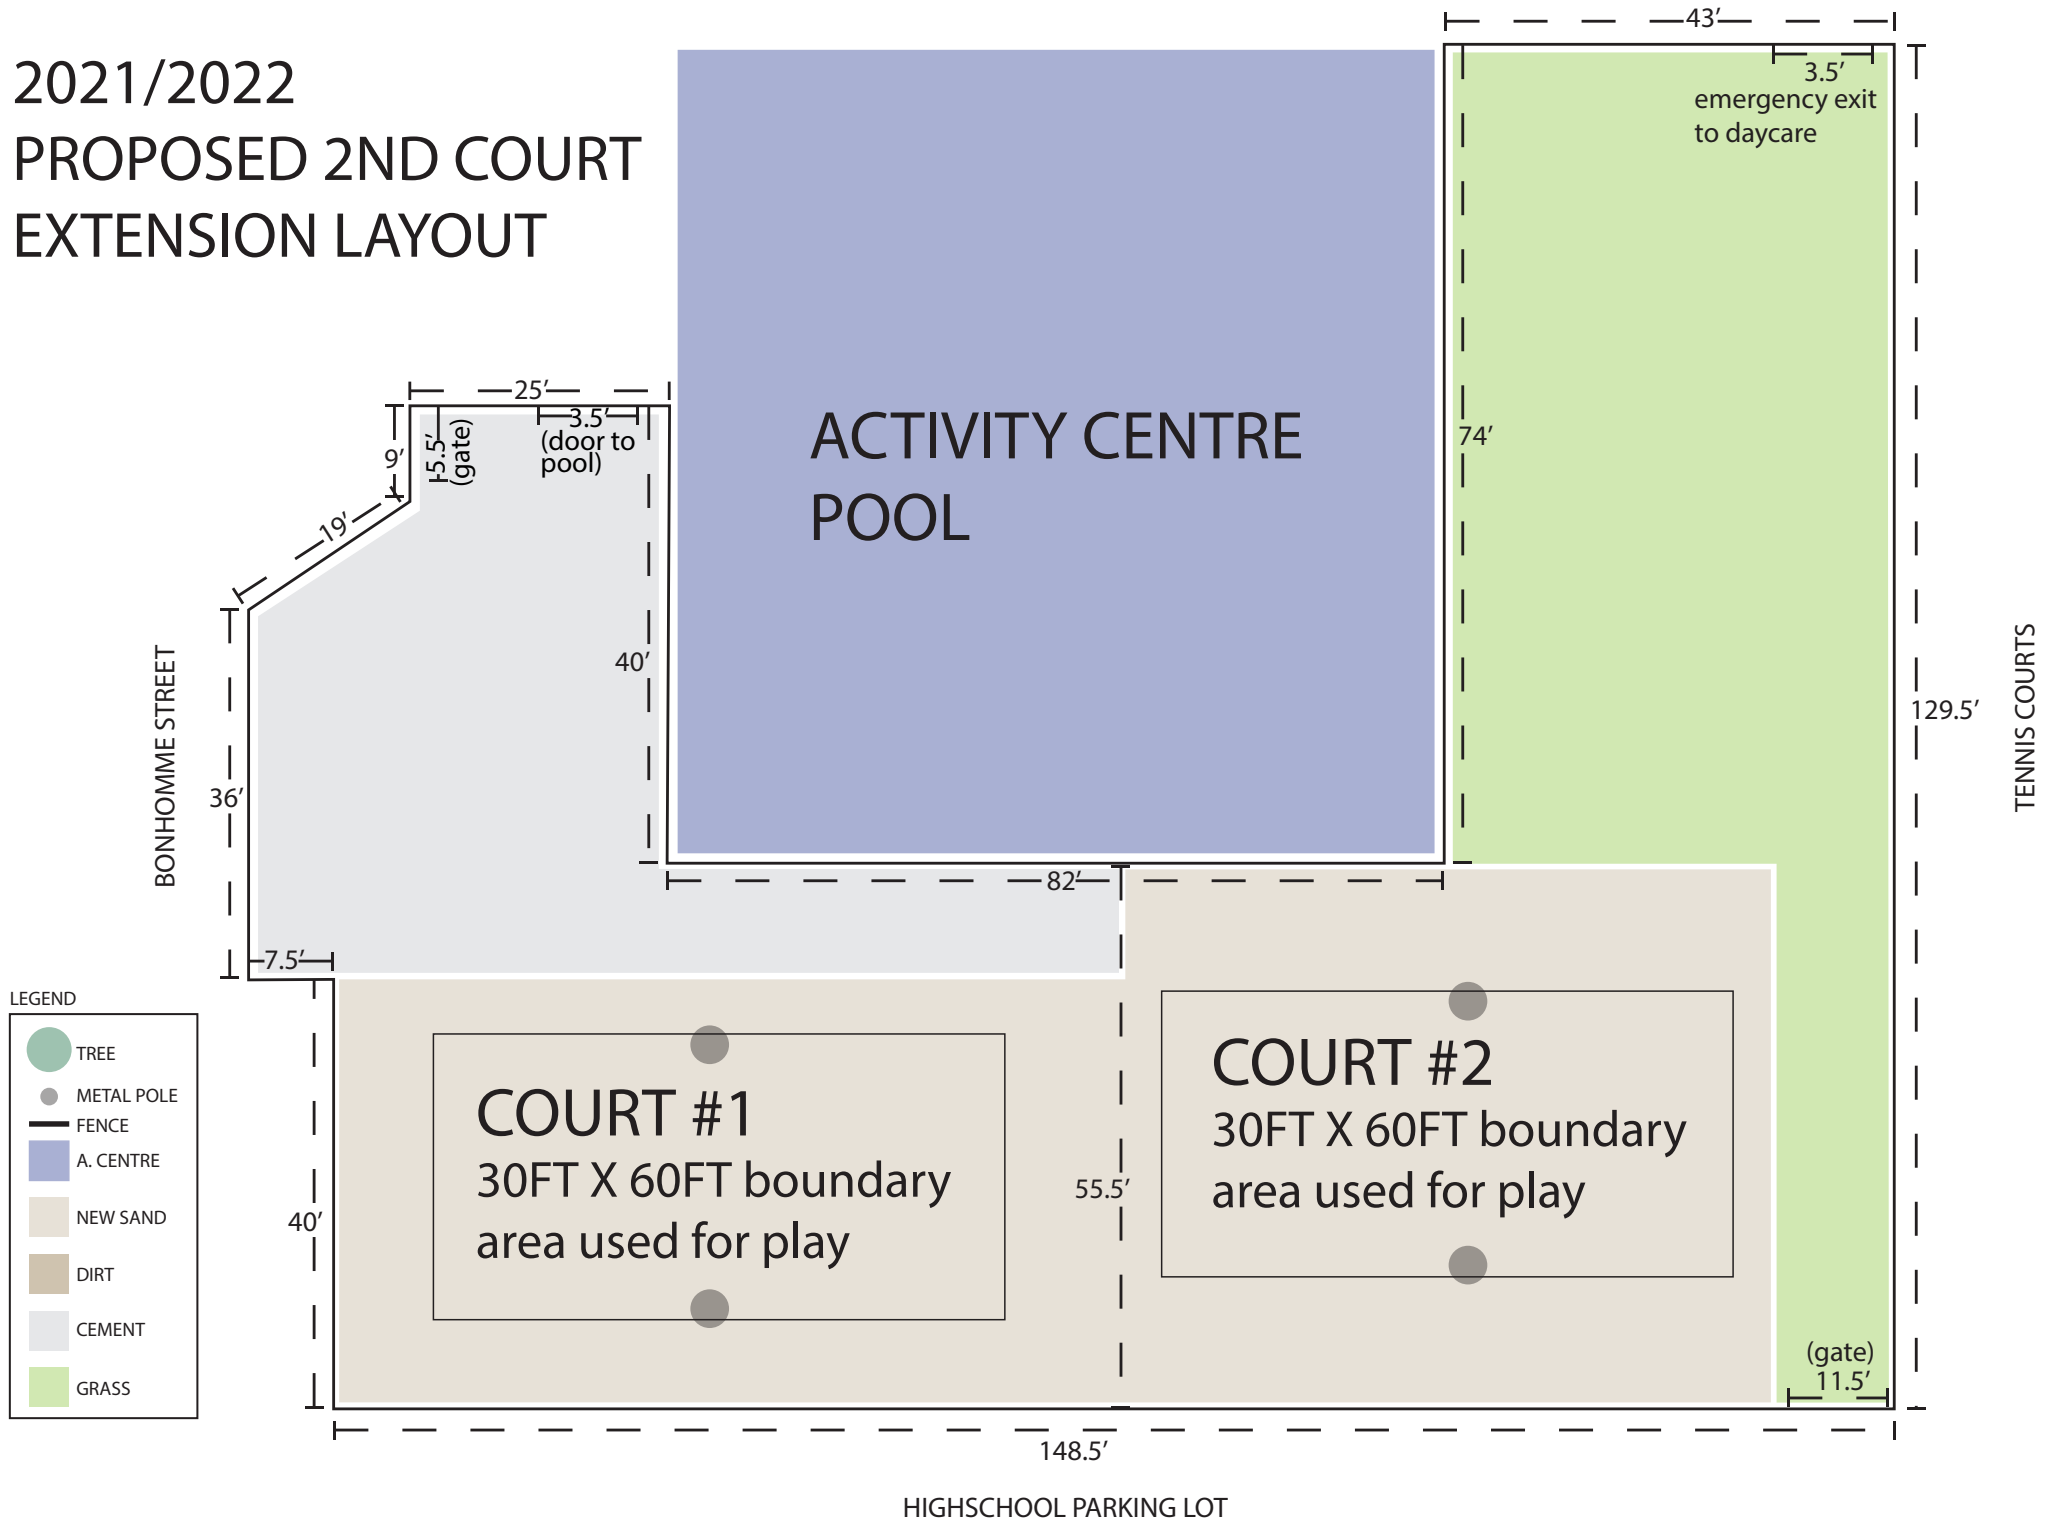 2021/2022
PROPOSED 2ND COURT
EXTENSION LAYOUT
43’
3.5’
emergency exit
to daycare
25’
9’
5.5’
(gate)
3.5’
(door to
pool)
19’
ACTIVITY CENTRE
POOL
74’
40’
BONHOMME STREET
36’
129.5’
TENNIS COURTS
82’
7.5’
LEGEND
TREE
METAL POLE
FENCE
A. CENTRE
NEW SAND
DIRT
CEMENT
GRASS
40’
COURT #1
30FT X 60FT boundary
area used for play
55.5’
COURT #2
30FT X 60FT boundary
area used for play
(gate)
11.5’
148.5’
HIGHSCHOOL PARKING LOT